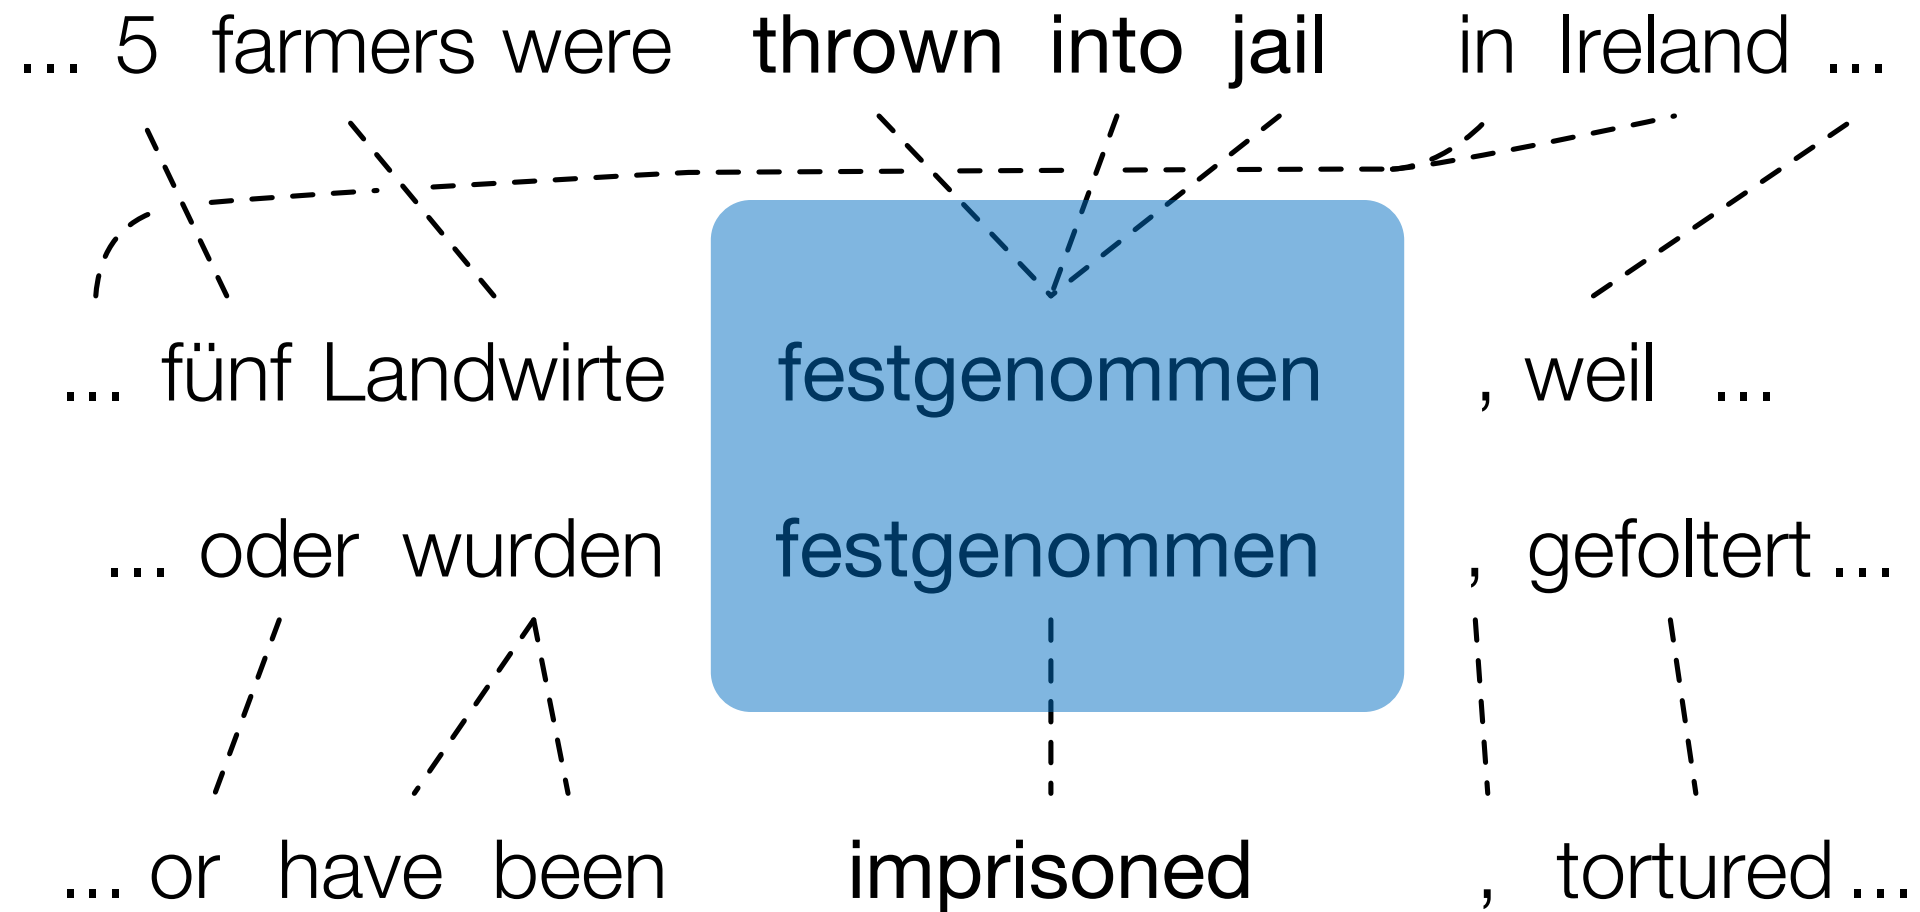 ... 5 farmers were thrown into jail in Ireland ...
... fünf Landwirte festgenommen , weil ...
... oder wurden festgenommen , gefoltert ...
... or have been imprisoned , tortured ...